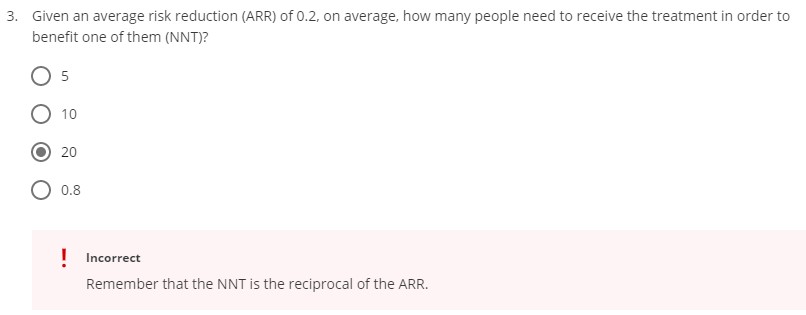 3. Given an average risk reduction (ARR) of 0.2, on average, how many people need to receive the treatment in order to
benefit one of them (NNT)?
5
10
20
0.8
! Incorrect
Remember that the NNT is the reciprocal of the ARR.